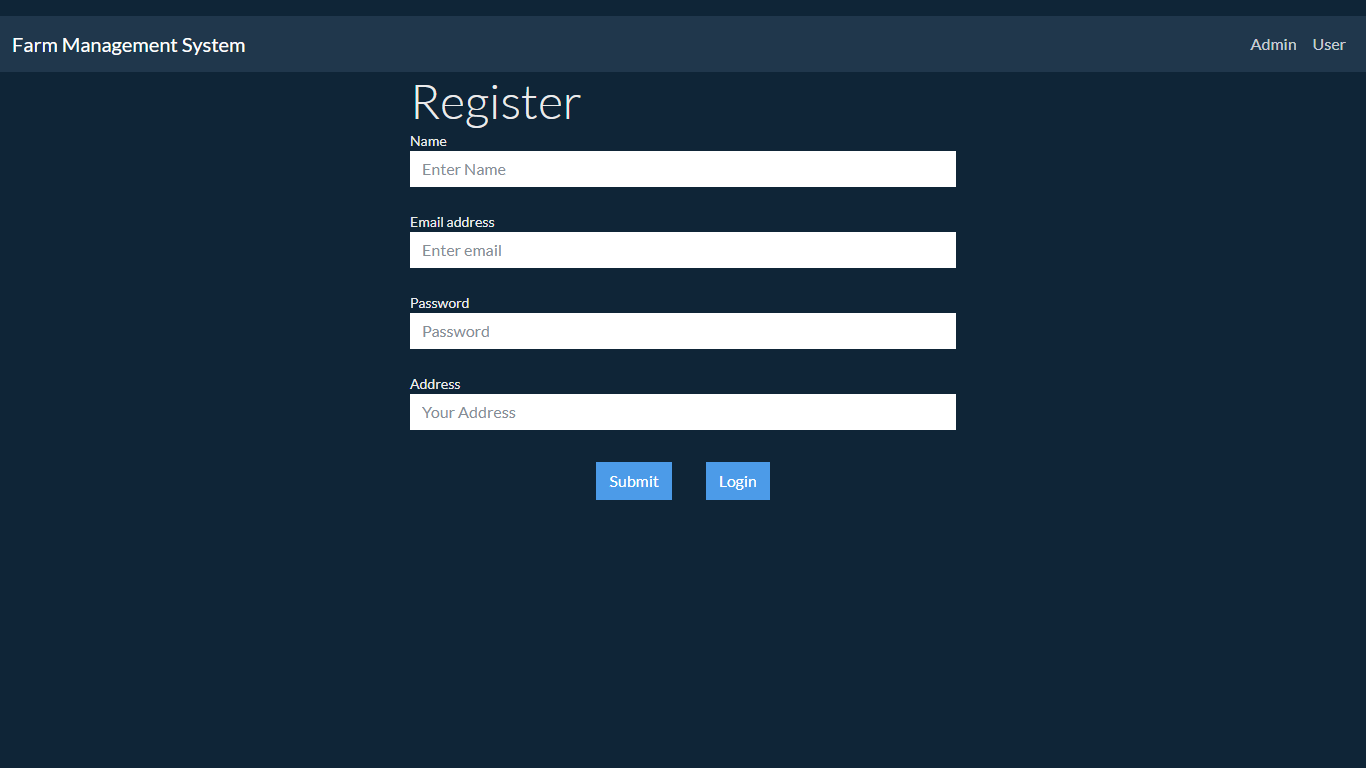 Farm Management System Admin User
Register
Name
Enter Name
Email address
Enter email
Password
Password
Address
Your Address
Submit Login